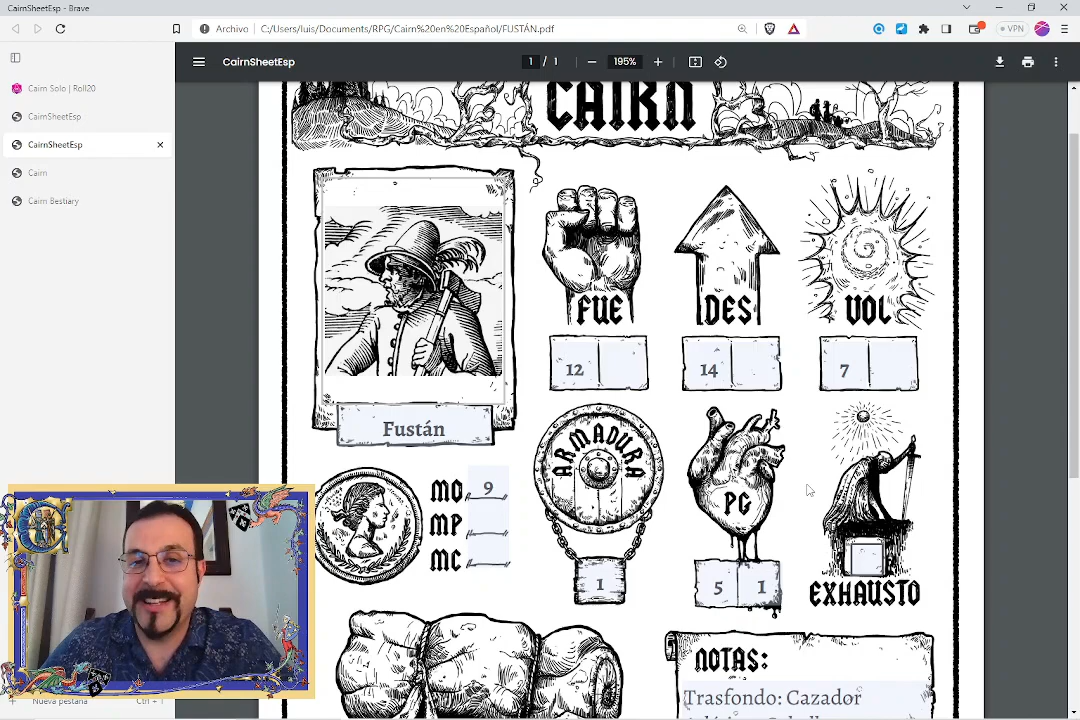 CairnSheetEsp - Brave
Archivo
C:/Users/luis/Documents/RPG/Cairn%20en%20Español/FUSTÁN.pdf
VPN
CairnSheetEsp
1 / 1
195%
Cairn Solo | Roll20
CairnSheetEsp
CairnSheetEsp
Cairn
Cairn Bestiary
CAIRN
FUE
DES
VOL
12
14
7
Fustán
ARMADURA
PG
MO 9
MP
MC
1
5 1
EXHAUSTO
NOTAS:
Trasfondo: Cazador
Nueva pestaña
Ctrl + T